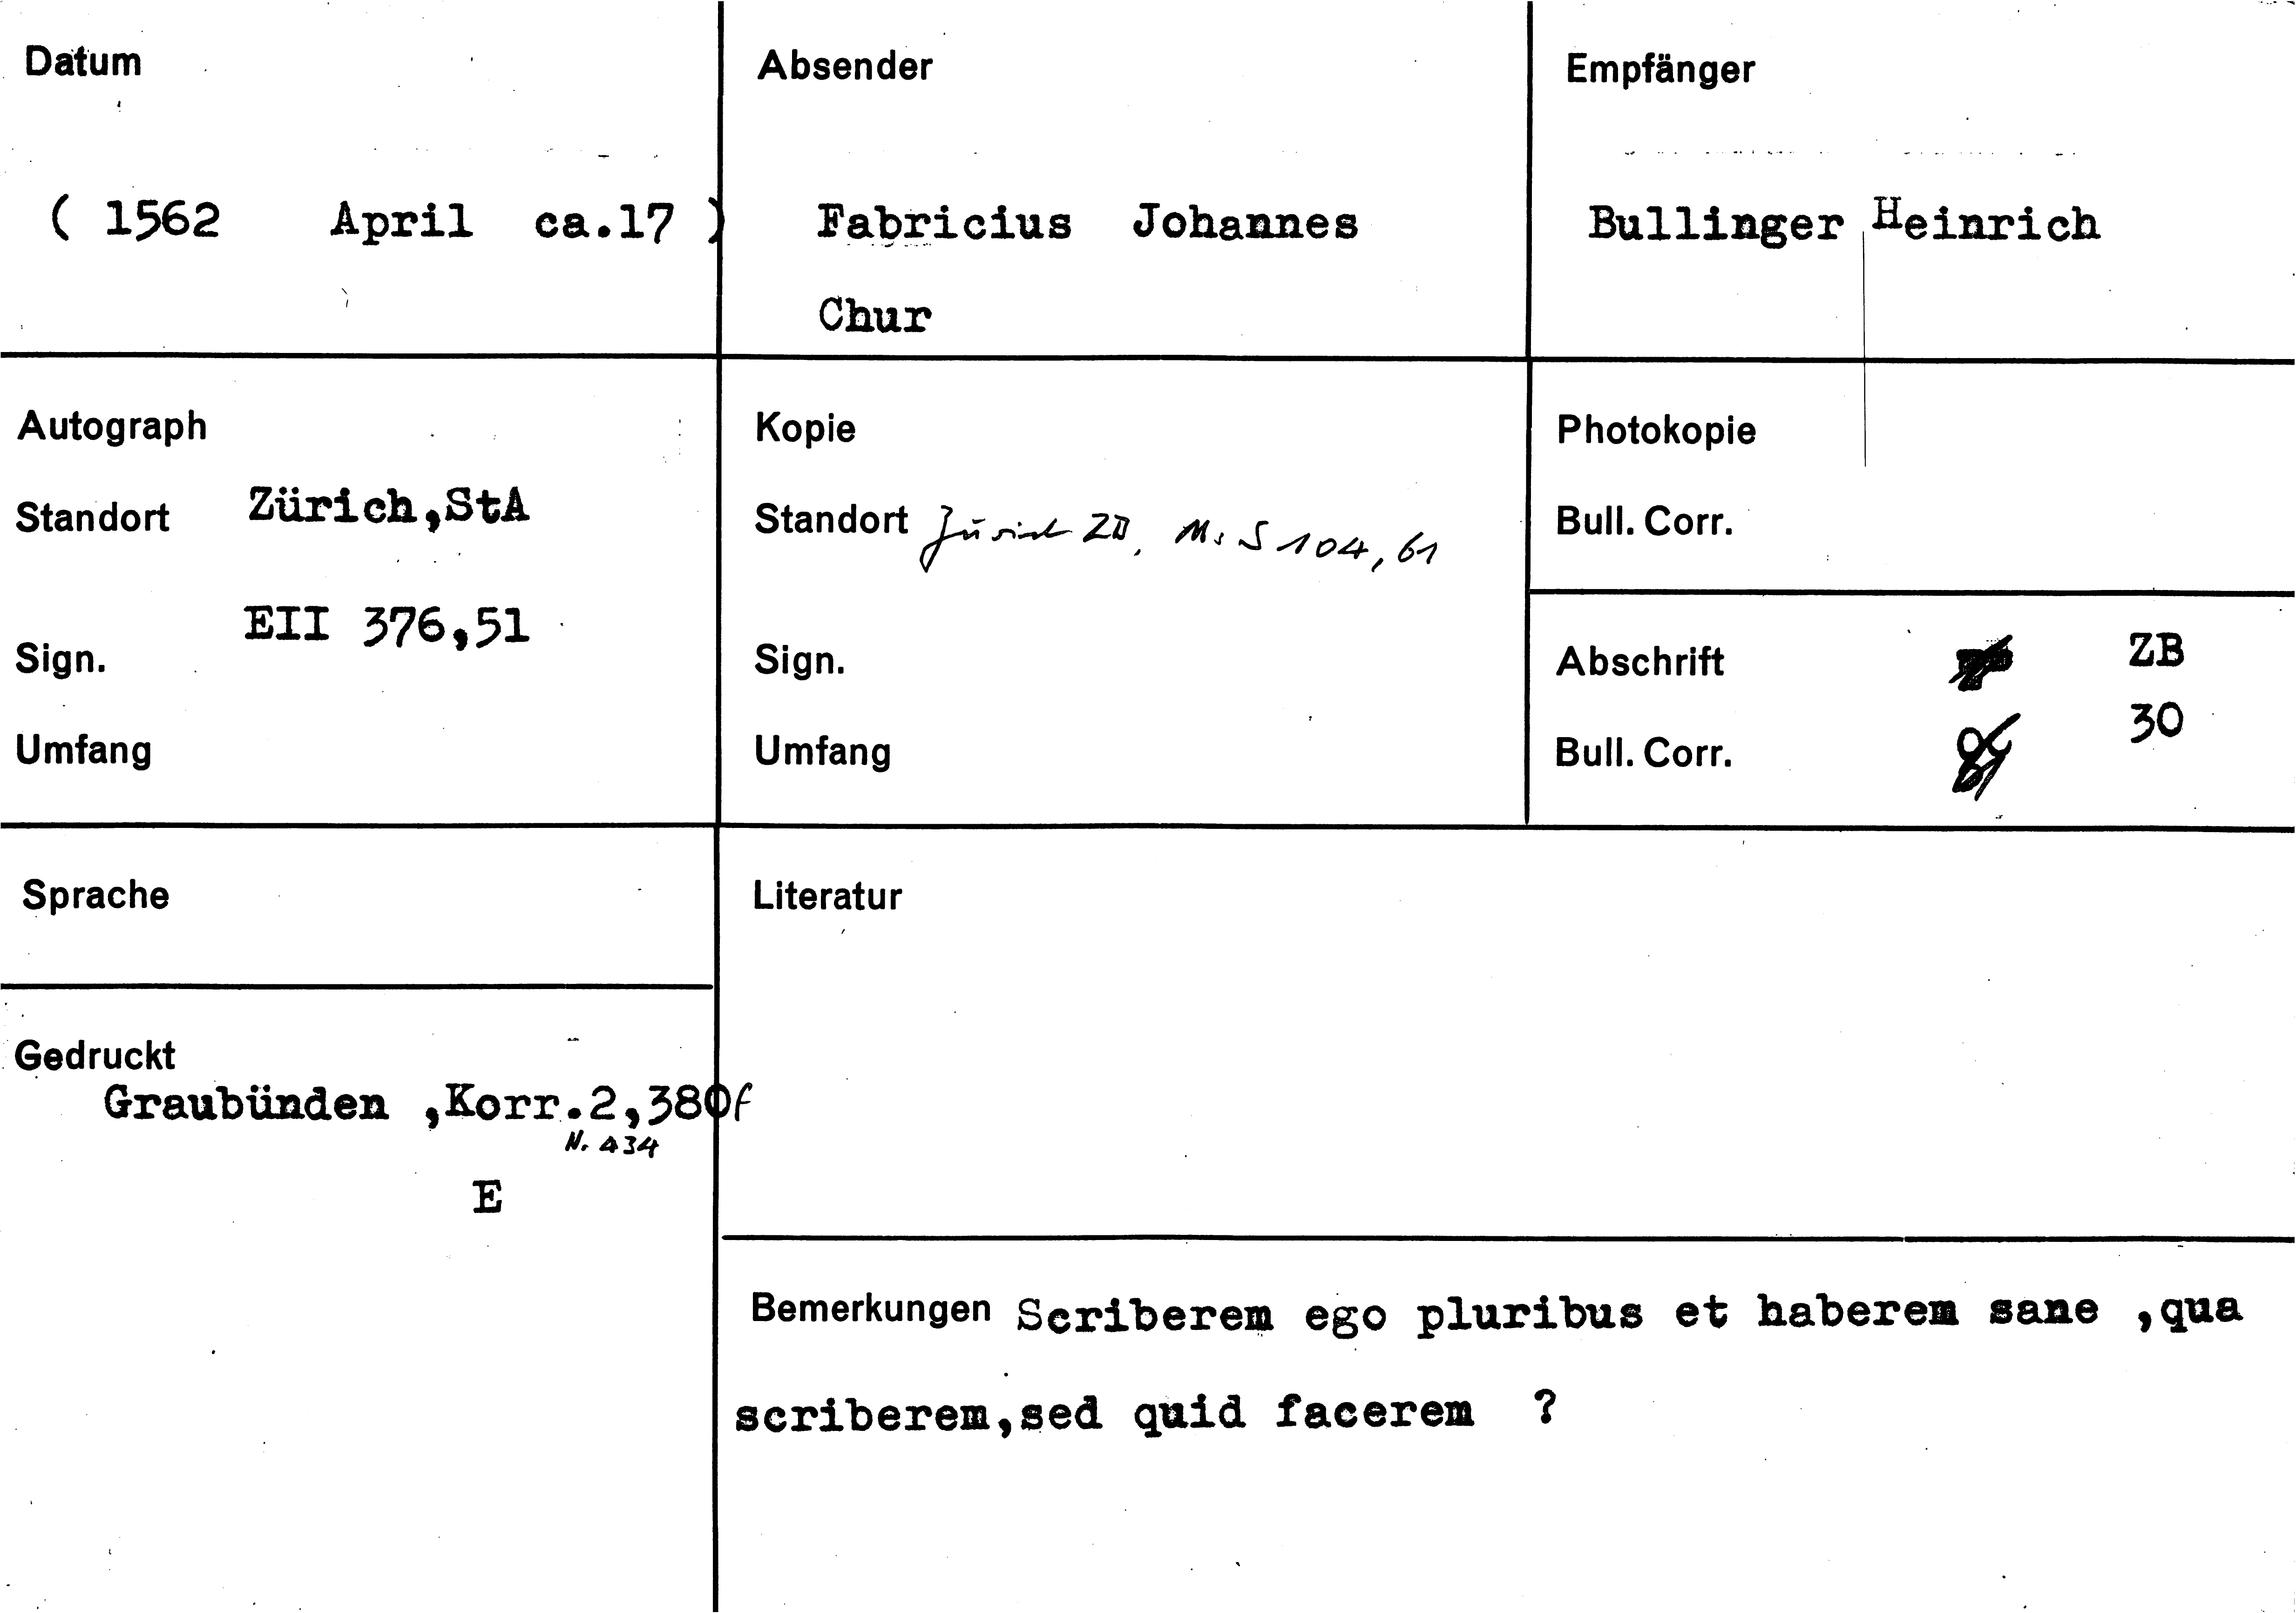 Datum
( 1562 April ca.17 )
Absender
Fabricius Johannes
Chur
Empfänger
Bullinger Heinrich
Autograph
Standort Zürich,StA
EII 376,51
Sign.
Umfang
Kopie
Standort Zürich ZB, Ms S 104, 61
Sign.
Umfang
Photokopie
Bull. Corr.
Abschrift ZB
30
Bull. Corr.
Sprache
Gedruckt
Graubünden ,Korr.2,380f
N. 434
E
Literatur
Bemerkungen Scriberem ego pluribus et haberem sane ,qua
scriberem,sed quid facerem ?